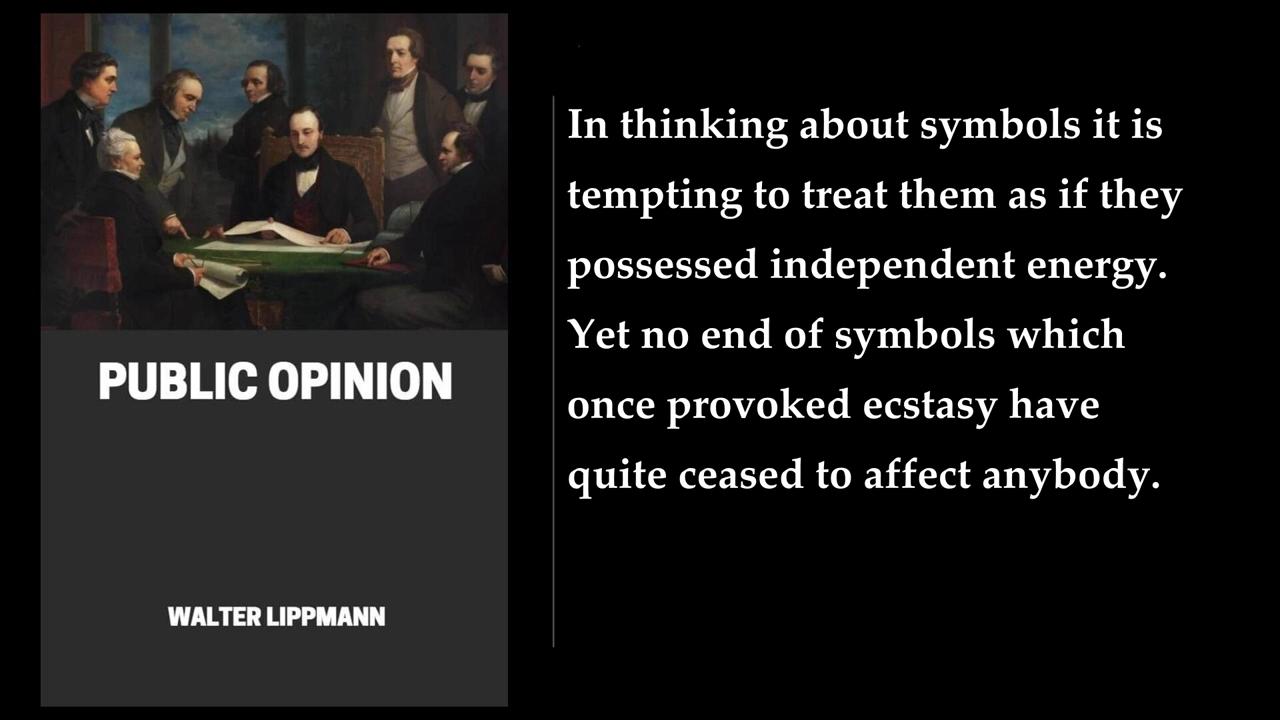 PUBLIC OPINION
WALTER LIPPMANN
In thinking about symbols it is
tempting to treat them as if they
possessed independent energy.
Yet no end of symbols which
once provoked ecstasy have
quite ceased to affect anybody.